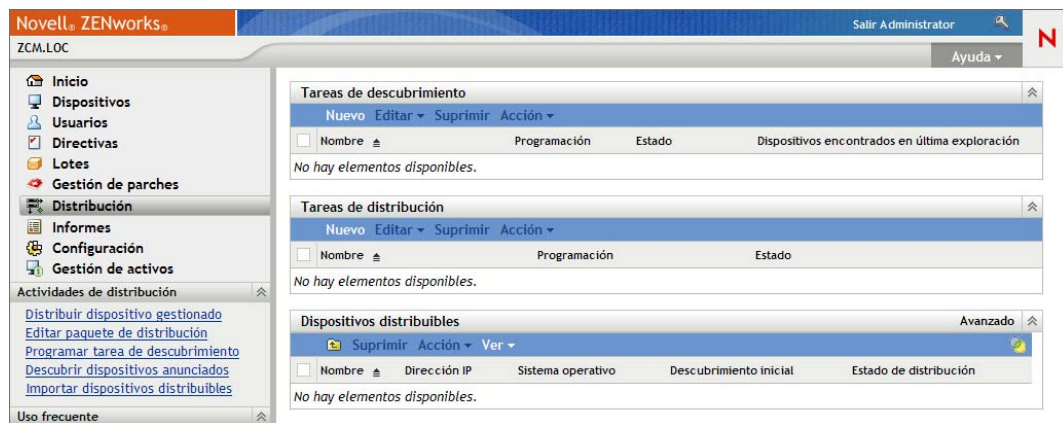 Novell® ZENworks®
Salir Administrator
N
ZCM.LOC
Ayuda
Inicio
Dispositivos
Usuarios
Directivas
Lotes
Gestión de parches
Distribución
Informes
Configuración
Gestión de activos
Actividades de distribución
Distribuir dispositivo gestionado
Editar paquete de distribución
Programar tarea de descubrimiento
Descubrir dispositivos anunciados
Importar dispositivos distribuibles
Uso frecuente
Tareas de descubrimiento
Nuevo Editar Suprimir Acción
Nombre Programación Estado Dispositivos encontrados en última exploración
No hay elementos disponibles.
Tareas de distribución
Nuevo Editar Suprimir Acción
Nombre Programación Estado
No hay elementos disponibles.
Dispositivos distribuibles Avanzado
Suprimir Acción Ver
Nombre Dirección IP Sistema operativo Descubrimiento inicial Estado de distribución
No hay elementos disponibles.